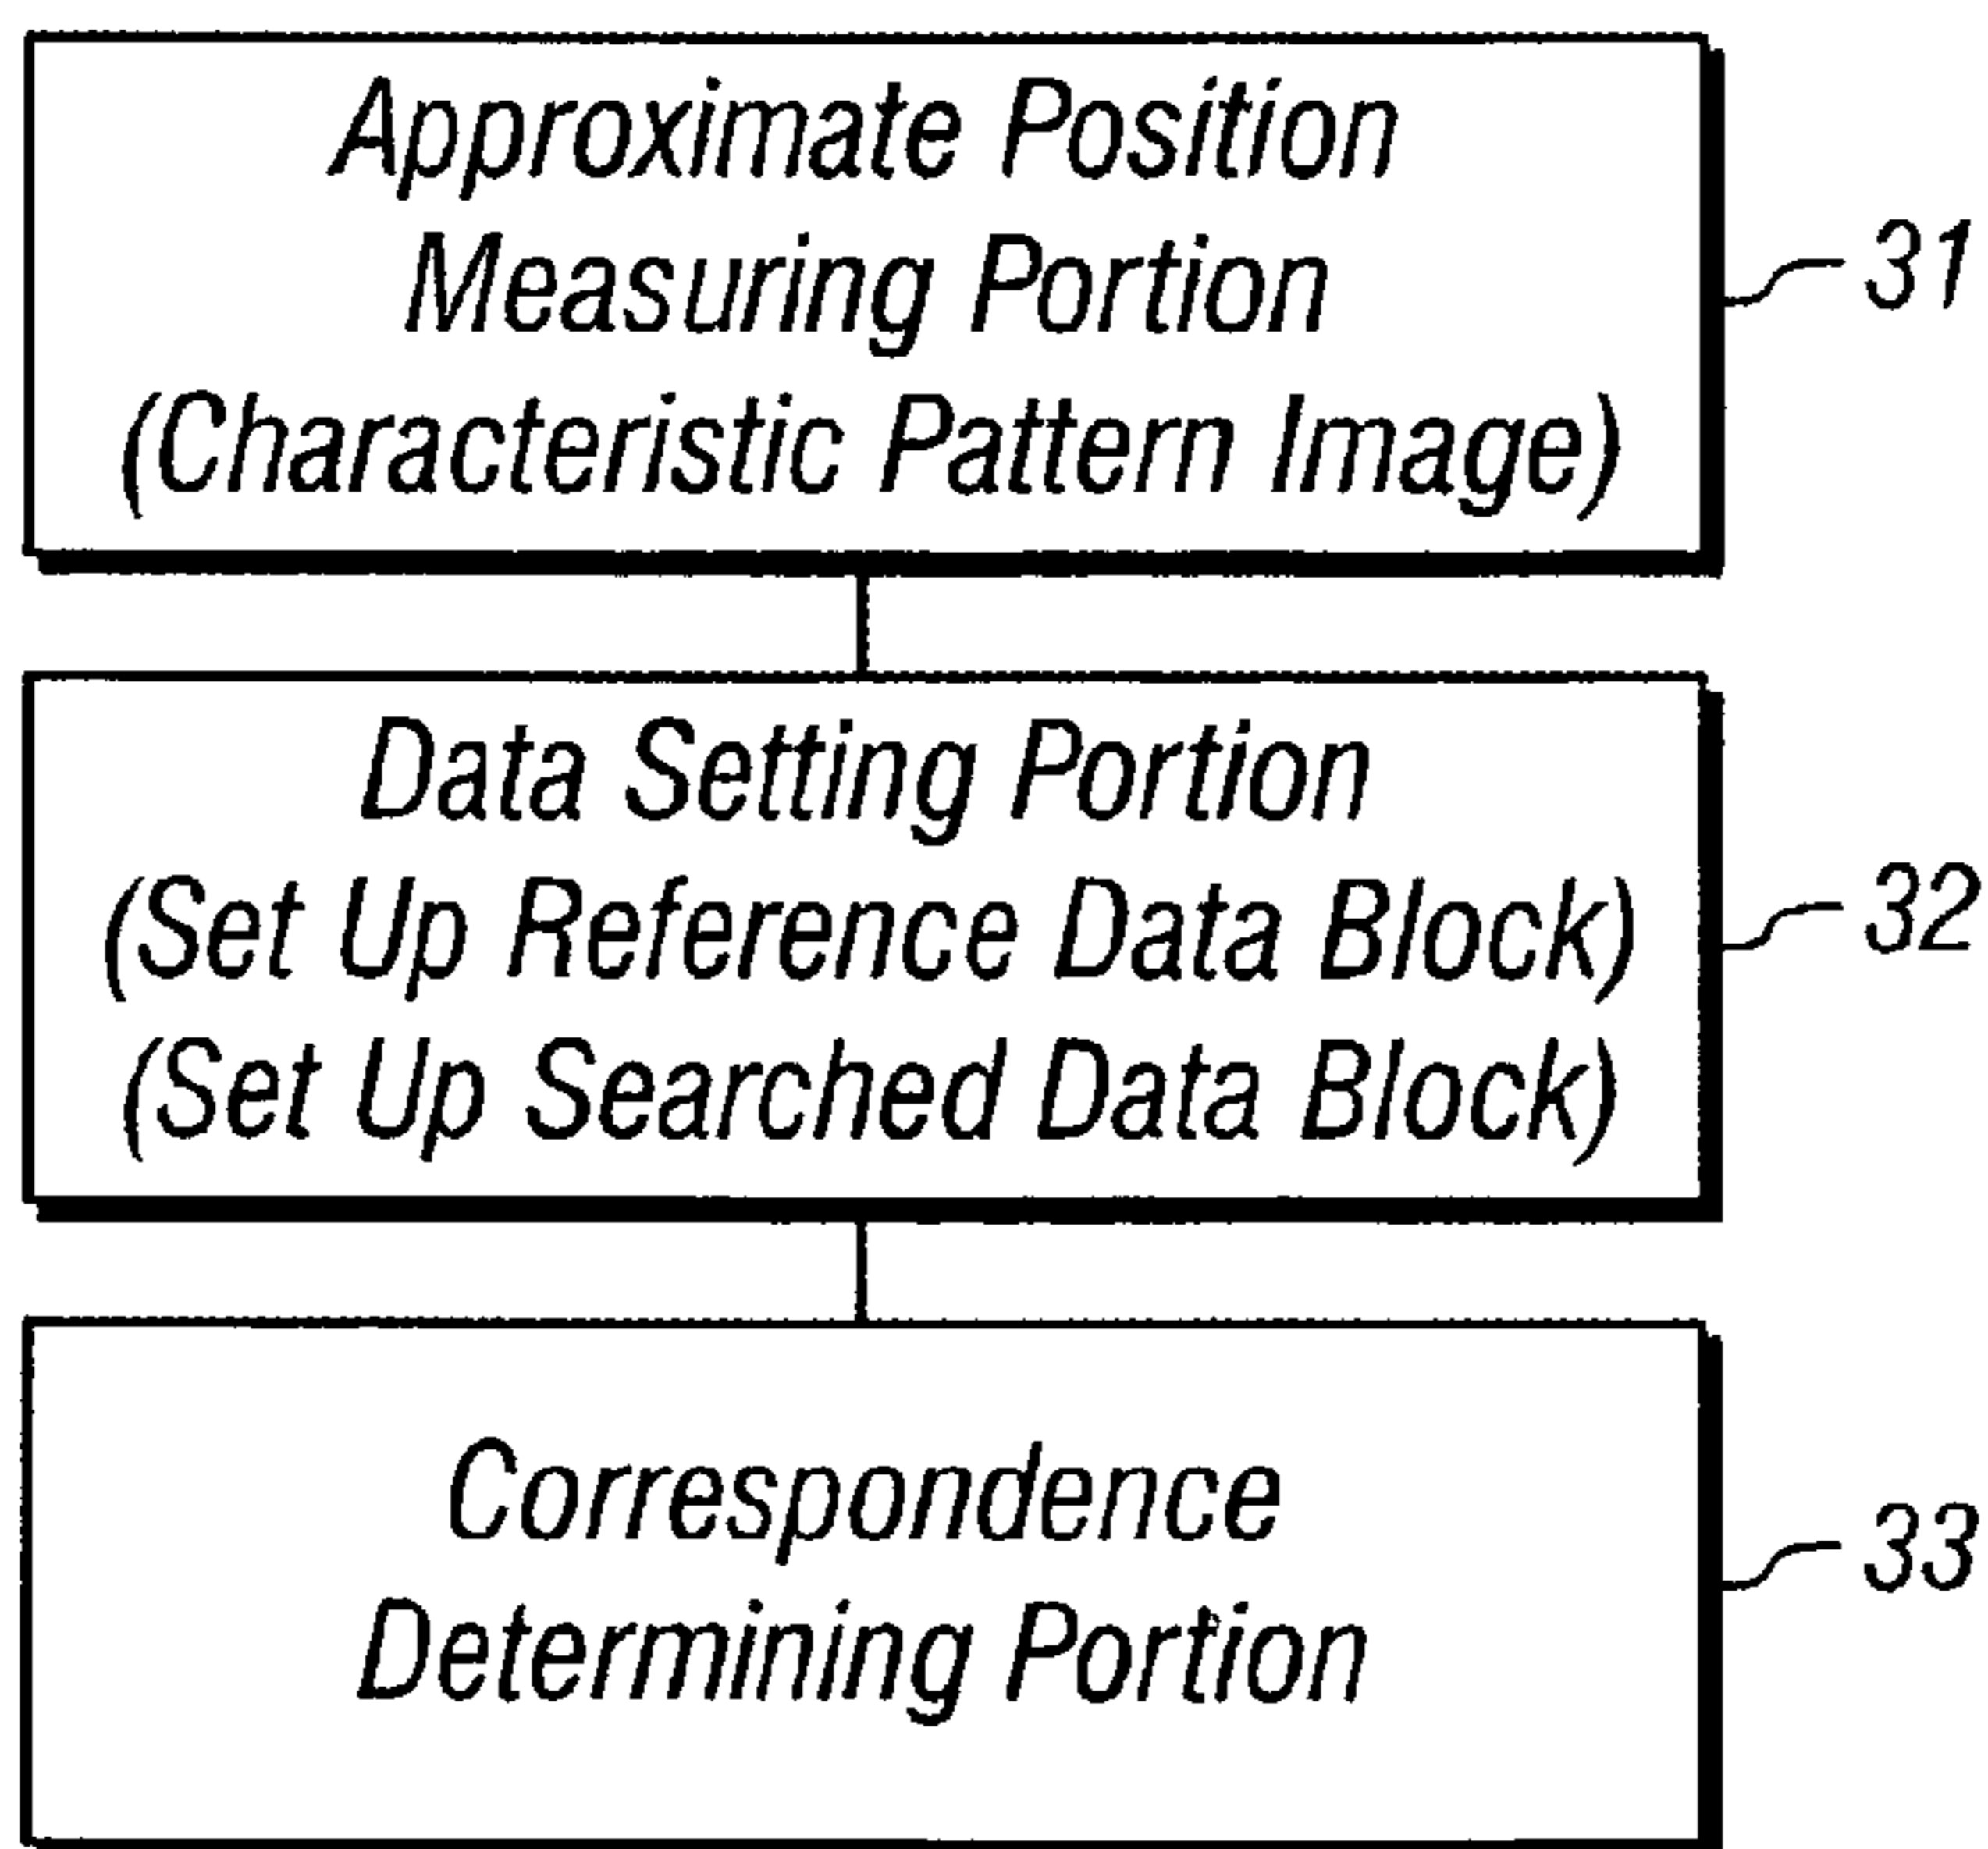 Approximate Position
Measuring Portion
(Characteristic Pattern Image)
31
Data Setting Portion
(Set Up Reference Data Block)
(Set Up Searched Data Block)
32
Correspondence
Determining Portion
33